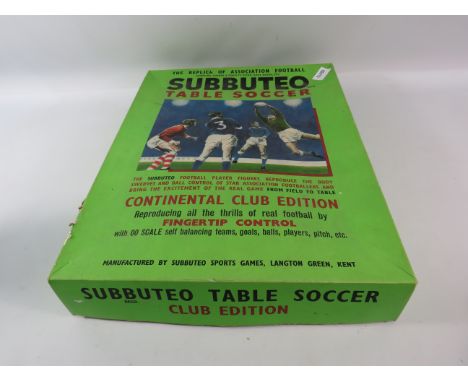 THE REPLICA OF ASSOCIATION FOOTBALL
SUBBUTEO
TABLE SOCCER
3
THE SUBBUTEO FOOTBALL PLAYER FIGURES, REPRODUCE THE BODY
SWERVES AND BALL CONTROL OF STAR ASSOCIATION FOOTBALLERS AND
BRING THE EXCITEMENT OF THE REAL GAME FROM FIELD TO TABLE
CONTINENTAL CLUB EDITION
Reproducing all the thrills of real football by
FINGERTIP CONTROL
with OO SCALE self balancing teams, goals, balls, players, pitch, etc.
MANUFACTURED BY SUBBUTEO SPORTS GAMES, LANGTON GREEN, KENT
SUBBUTEO TABLE SOCCER
CLUB EDITION